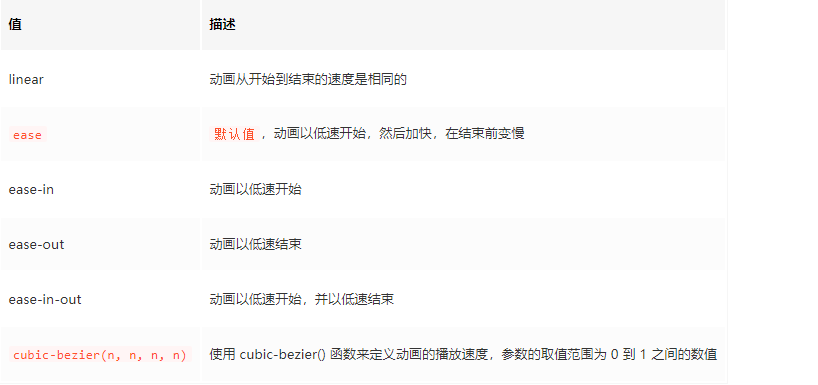 值 描述
linear 动画从开始到结束的速度是相同的
ease 默认值，动画以低速开始，然后加快，在结束前变慢
ease-in 动画以低速开始
ease-out 动画以低速结束
ease-in-out 动画以低速开始，并以低速结束
cubic-bezier(n, n, n, n) 使用 cubic-bezier() 函数来定义动画的播放速度，参数的取值范围为 0 到 1 之间的数值